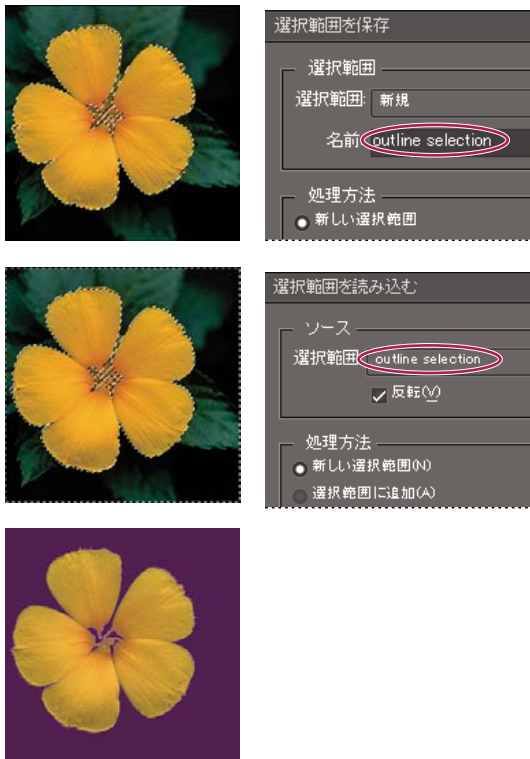 選択範囲を保存
選択範囲
選択範囲: 新規
名前: outline selection
処理方法
新しい選択範囲
選択範囲を読み込む
ソース
選択範囲: outline selection
反転(V)
処理方法
新しい選択範囲(N)
選択範囲に追加(A)